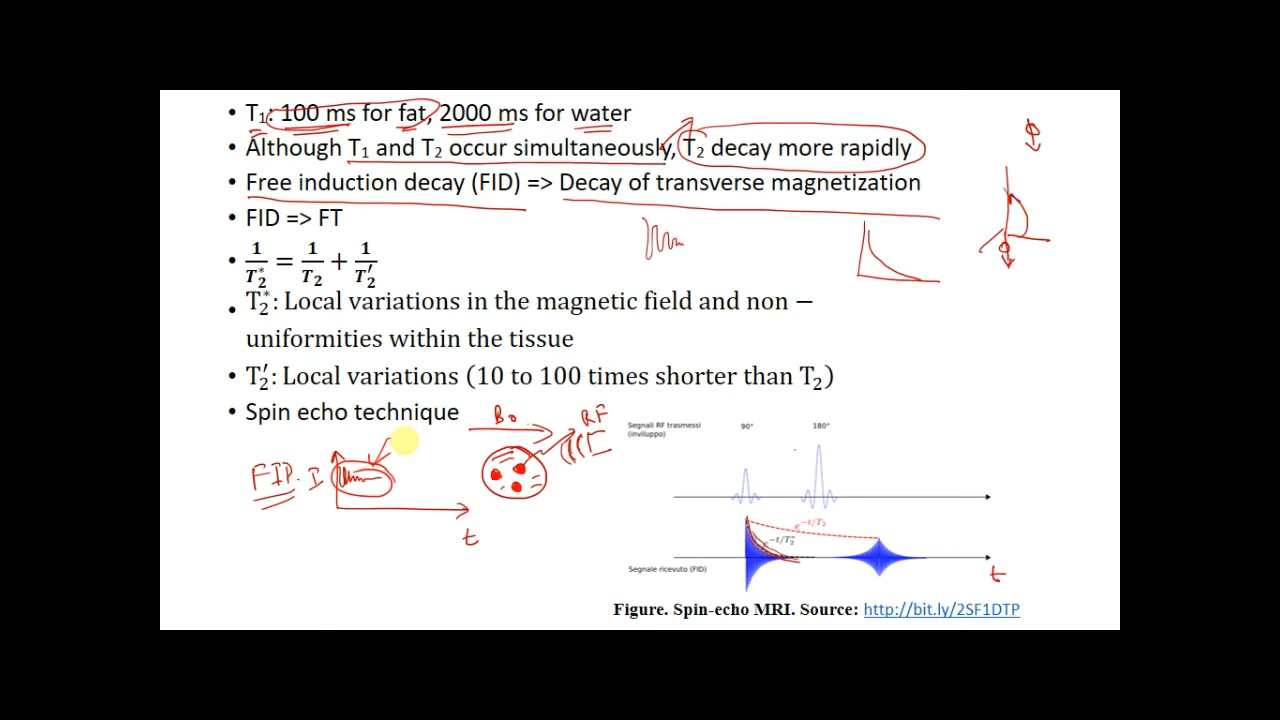 • T₁: 100 ms for fat, 2000 ms for water
• Although T₁ and T₂ occur simultaneously, T₂ decay more rapidly
• Free induction decay (FID) => Decay of transverse magnetization
• FID => FT
• 1/T₂* = 1/T₂ + 1/T₂′
• T₂*: Local variations in the magnetic field and non −
uniformities within the tissue
• T₂′: Local variations (10 to 100 times shorter than T₂)
• Spin echo technique
B₀
RF
FID.
t
Segnali RF trasmessi
(inviluppo)
90°
180°
e^(-t/T₂)
e^(-t/T₂*)
Segnale ricevuto (FID)
t
Figure. Spin-echo MRI. Source: http://bit.ly/2SF1DTP